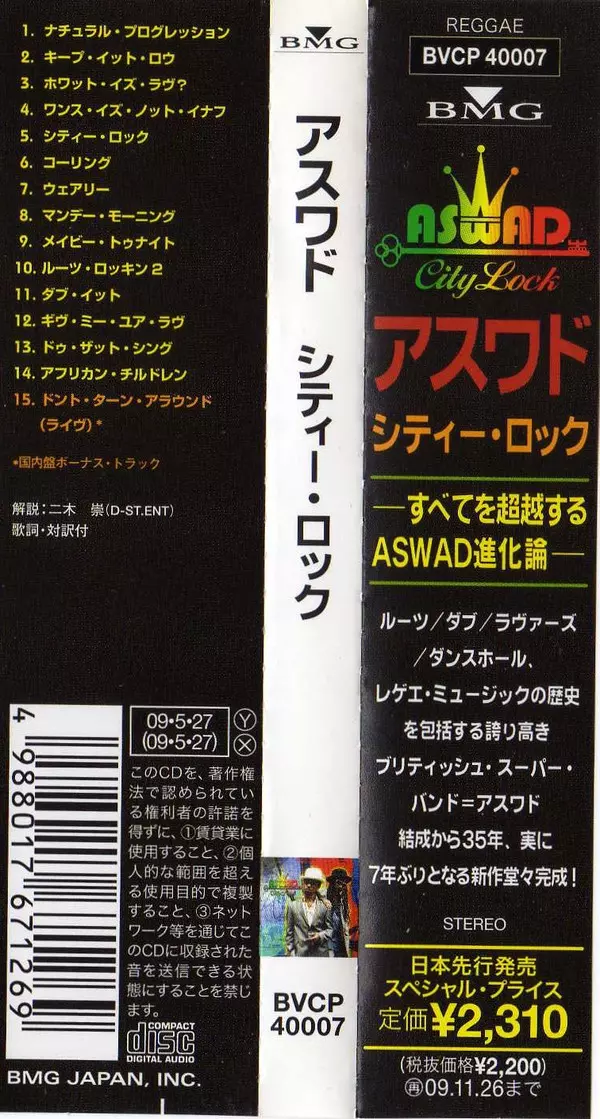 1. ナチュラル・プログレッション
2. キープ・イット・ロウ
3. ホワット・イズ・ラヴ?
4. ワンス・イズ・ノット・イナフ
5. シティー・ロック
6. コーリング
7. ウェアリー
8. マンデー・モーニング
9. メイビー・トゥナイト
10. ルーツ・ロッキン2
11. ダブ・イット
12. ギヴ・ミー・ユア・ラヴ
13. ドゥ・ザット・シング
14. アフリカン・チルドレン
15. ドント・ターン・アラウンド
(ライヴ)*
*国内盤ボーナス・トラック
解説:二木 崇(D-ST.ENT)
歌詞・対訳付
4 988017 671269
09・5・27 Ⓨ
(09・5・27) Ⓧ
このCDを、著作権
法で認められている
権利者の許諾を
得ずに、①賃貸業に
使用すること、②個
人的な範囲を超え
る使用目的で複製
すること、③ネット
ワーク等を通じてこ
のCDに収録された
音を送信できる状
態にすることを禁じ
ます。
COMPACT
disc
DIGITAL AUDIO
BMG JAPAN, INC.
BMG
アスワド シティー・ロック
BVCP
40007
REGGAE
BVCP 40007
BMG
ASWAD
City Lock
アスワド
シティー・ロック
―すべてを超越する
ASWAD進化論―
ルーツ/ダブ/ラヴァーズ
/ダンスホール、
レゲエ・ミュージックの歴史
を包括する誇り高き
ブリティッシュ・スーパー・
バンド=アスワド
結成から35年、実に
7年ぶりとなる新作堂々完成!
STEREO
日本先行発売
スペシャル・プライス
定価¥2,310
(税抜価格¥2,200)
㊢09.11.26まで